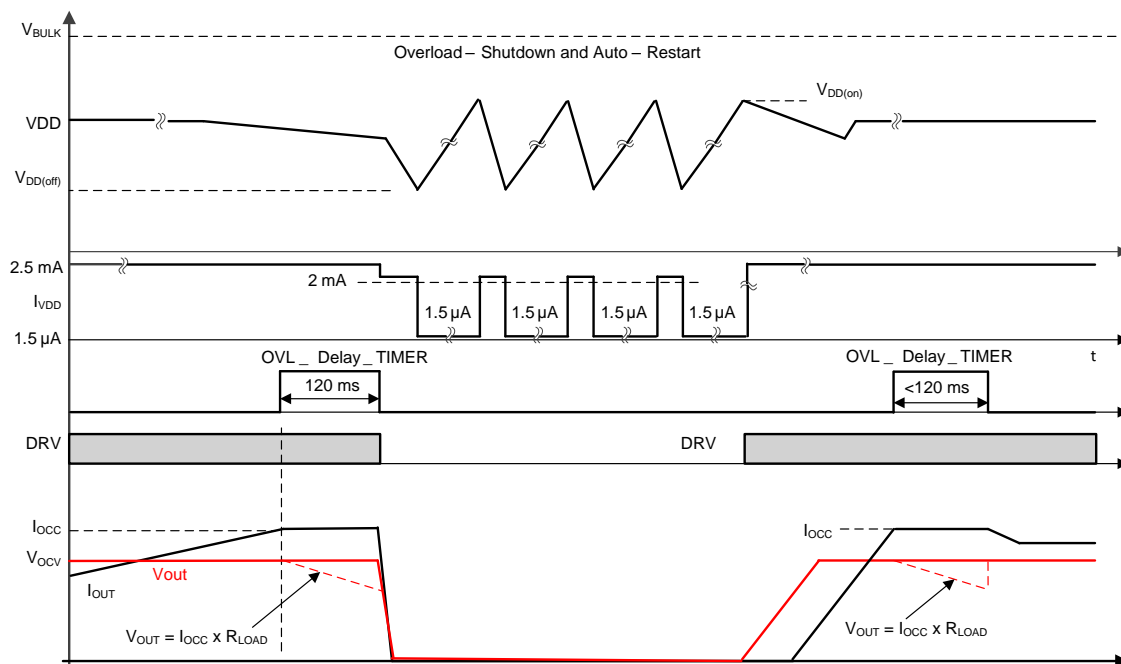 VBULK
Overload – Shutdown and Auto – Restart
VDD(on)
VDD
VDD(off)
2.5 mA
2 mA
IVDD
1.5 µA
1.5 µA
1.5 µA
1.5 µA
1.5 µA
OVL _ Delay _ TIMER
OVL _ Delay _ TIMER
t
120 ms
<120 ms
DRV
DRV
IOCC
IOCC
VOCV
Vout
IOUT
VOUT = IOCC x RLOAD
VOUT = IOCC x RLOAD